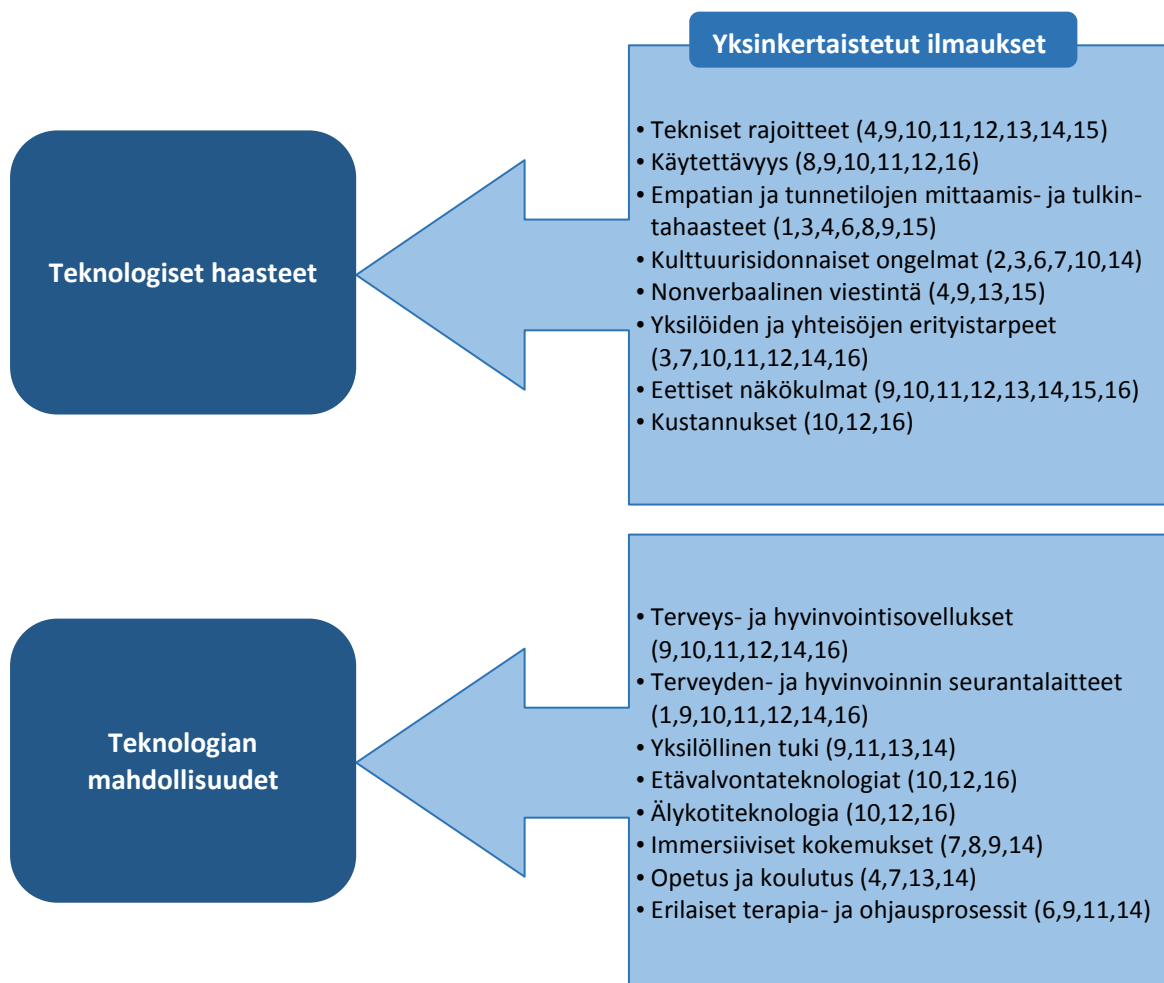 Yksinkertaistetut ilmaukset
Teknologiset haasteet
• Tekniset rajoitteet (4,9,10,11,12,13,14,15)
• Käytettävyys (8,9,10,11,12,16)
• Empatian ja tunnetilojen mittaamis- ja tulkin-
tahaasteet (1,3,4,6,8,9,15)
• Kulttuurisidonnaiset ongelmat (2,3,6,7,10,14)
• Nonverbaalinen viestintä (4,9,13,15)
• Yksilöiden ja yhteisöjen erityistarpeet
(3,7,10,11,12,14,16)
• Eettiset näkökulmat (9,10,11,12,13,14,15,16)
• Kustannukset (10,12,16)
Teknologian
mahdollisuudet
• Terveys- ja hyvinvointisovellukset
(9,10,11,12,14,16)
• Terveyden- ja hyvinvoinnin seurantalaitteet
(1,9,10,11,12,14,16)
• Yksilöllinen tuki (9,11,13,14)
• Etävalvontateknologiat (10,12,16)
• Älykotiteknologia (10,12,16)
• Immersiiviset kokemukset (7,8,9,14)
• Opetus ja koulutus (4,7,13,14)
• Erilaiset terapia- ja ohjausprosessit (6,9,11,14)